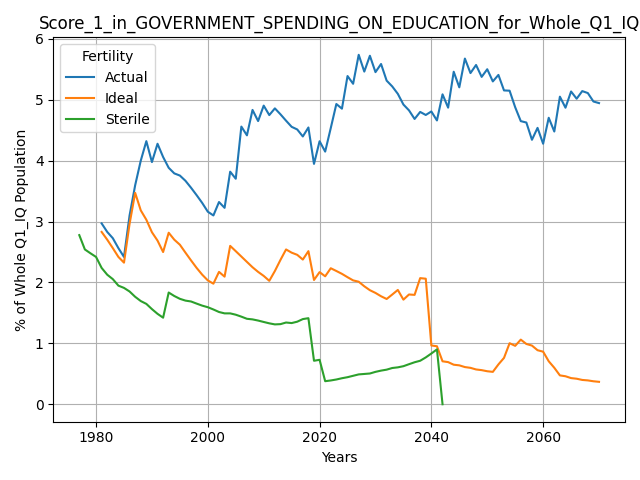 Score_1_in_GOVERNMENT_SPENDING_ON_EDUCATION_for_Whole_Q1_IQ
% of Whole Q1_IQ Population
6
5
4
3
2
1
0
Fertility
Actual
Ideal
Sterile
1980 2000 2020 2040 2060
Years